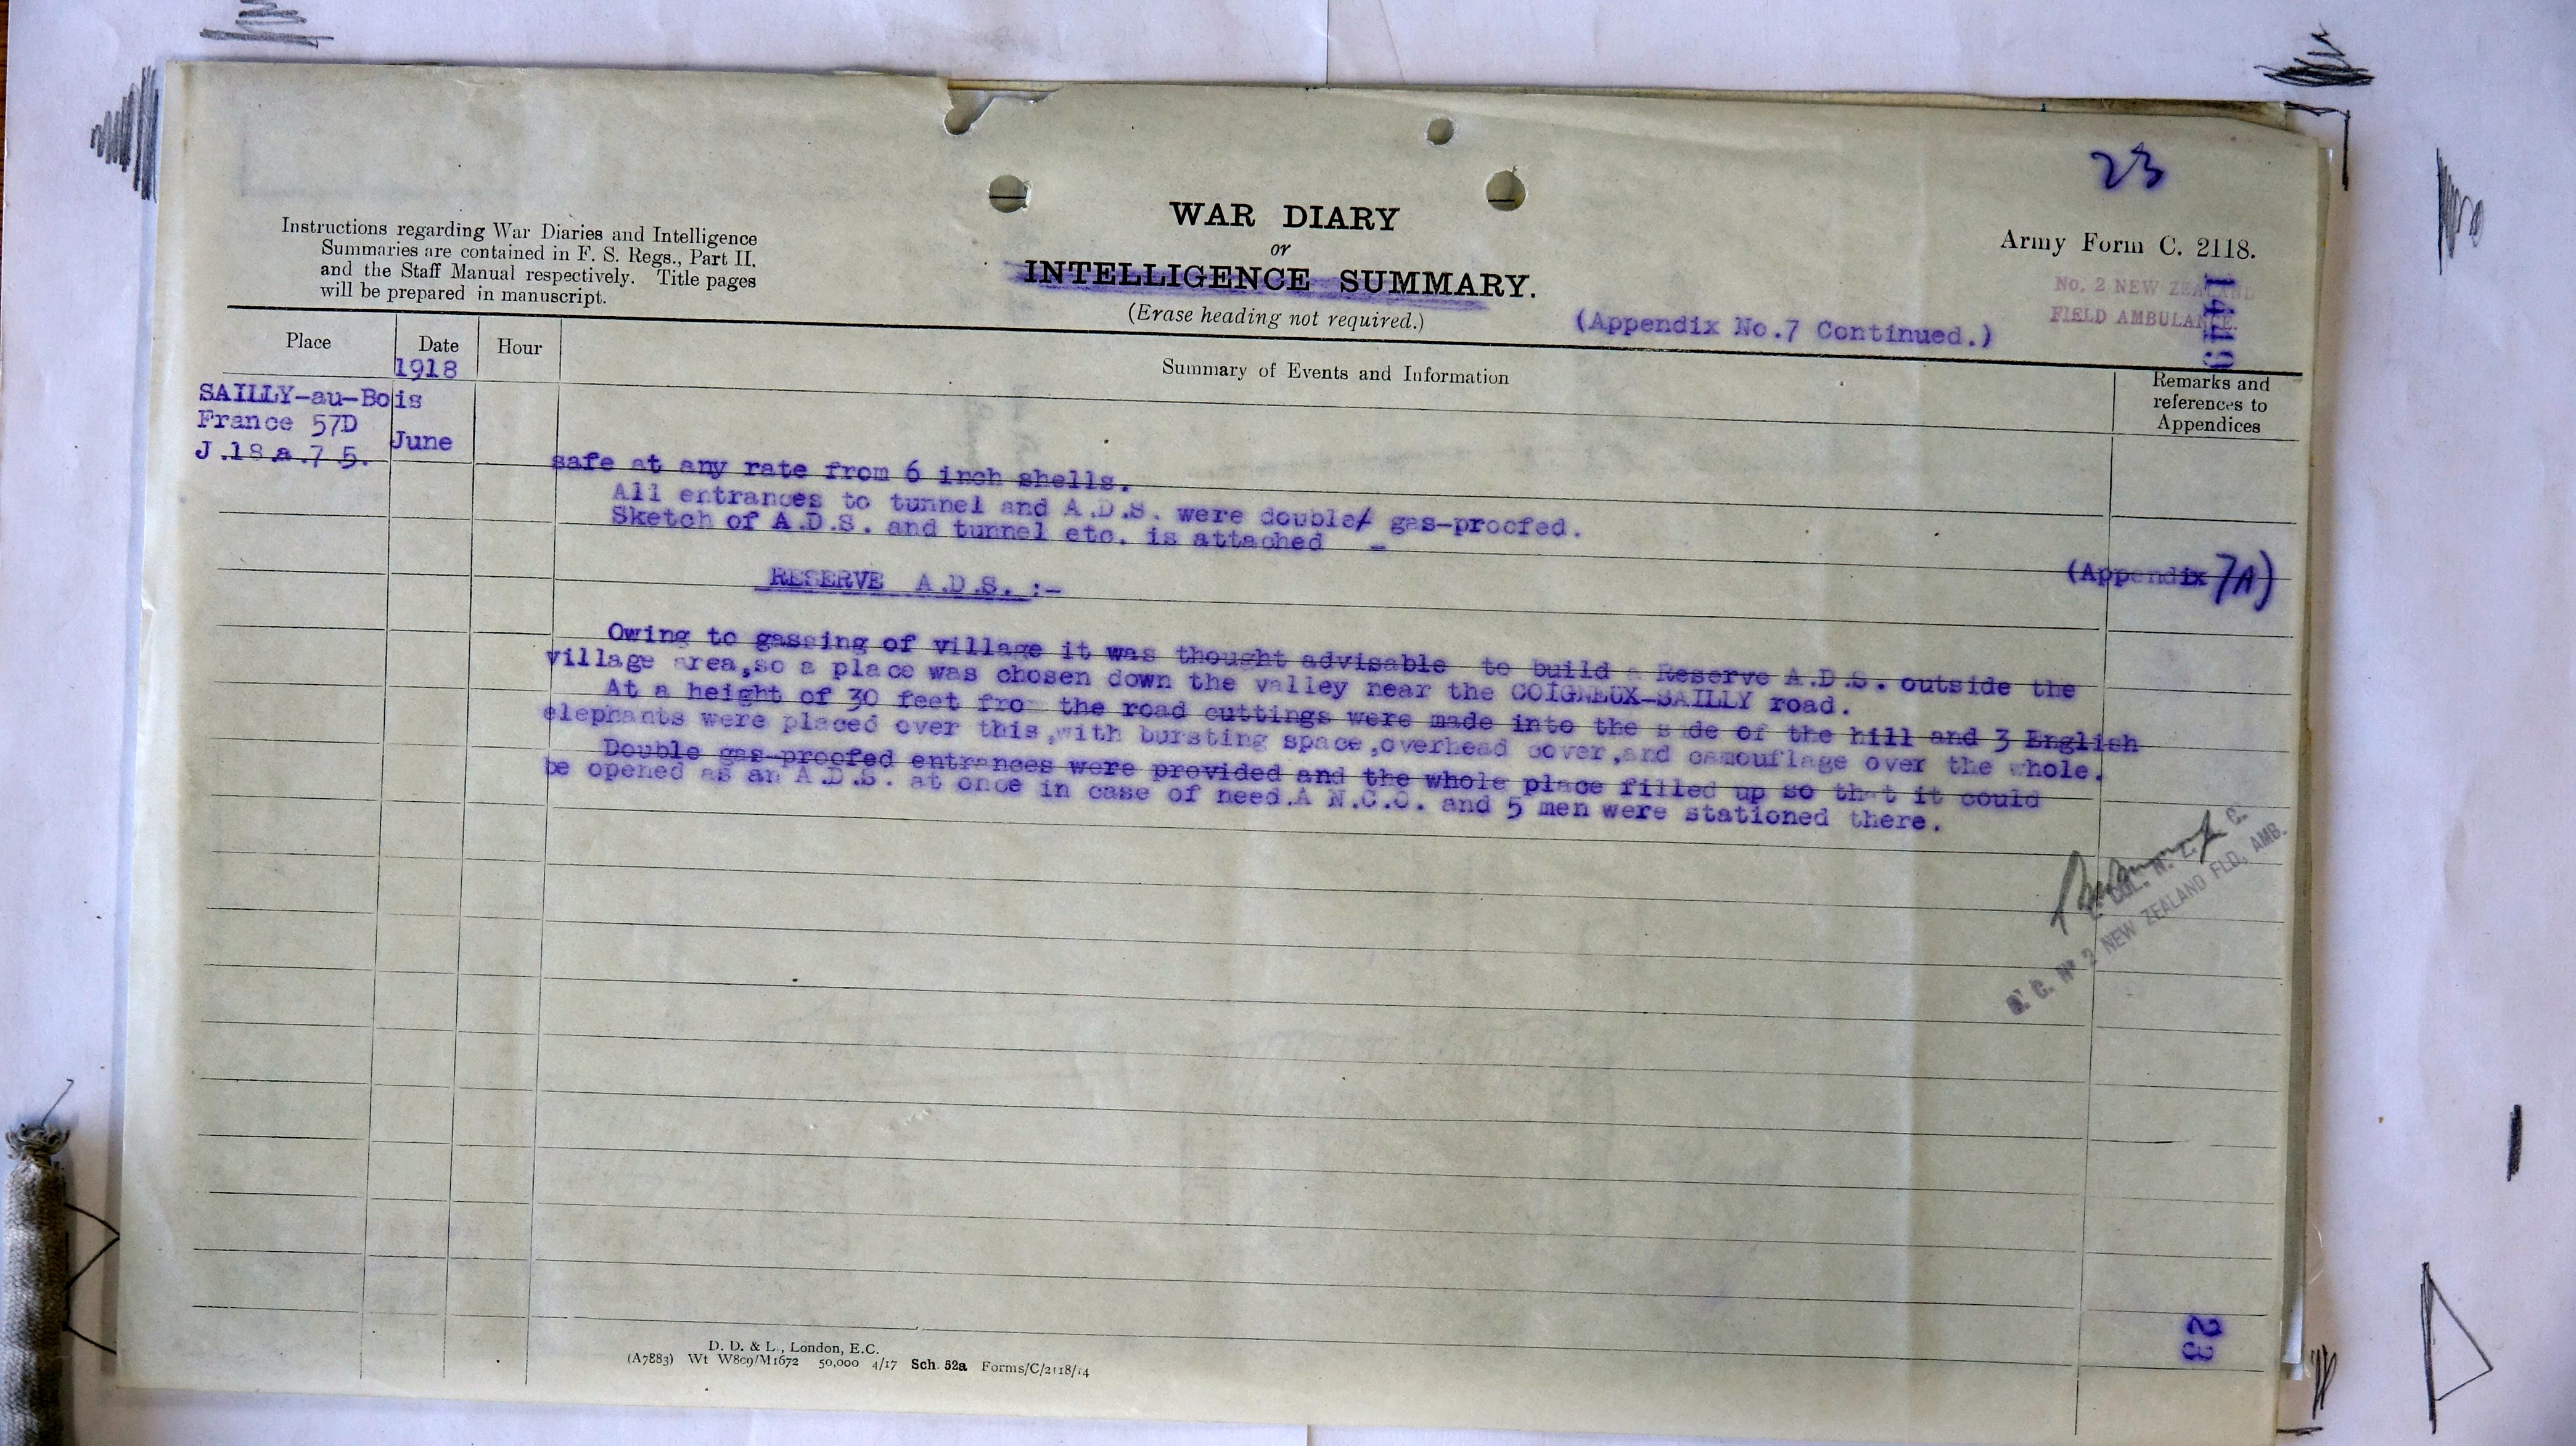 23
Instructions regarding War Diaries and Intelligence
Summaries are contained in F. S. Regs., Part II.
and the Staff Manual respectively. Title pages
will be prepared in manuscript.
WAR DIARY
or
INTELLIGENCE SUMMARY.
(Erase heading not required.)
(Appendix No.7 Continued.)
Army Form C. 2118.
No. 2 NEW ZEALAND
FIELD AMBULANCE.
Place
Date
Hour
Summary of Events and Information
Remarks and
references to
Appendices
1918
SAILLY-au-Bois
France 57D
J.18.a.7 5.
June
safe at any rate from 6 inch shells.
All entrances to tunnel and A.D.S. were double/ gas-proofed.
Sketch of A.D.S. and tunnel etc. is attached -
(Appendix 7A)
RESERVE A.D.S. :-
Owing to gassing of village it was thought advisable to build a Reserve A.D.S. outside the
village area,so a place was chosen down the valley near the COIGNEUX-SAILLY road.
At a height of 30 feet from the road cuttings were made into the side of the hill and 3 English
elephants were placed over this,with bursting space,overhead cover,and camouflage over the whole.
Double gas-proofed entrances were provided and the whole place filled up so that it could
be opened as an A.D.S. at once in case of need.A N.C.O. and 5 men were stationed there.
COL. N. Z. C.
O. C. No 2 NEW ZEALAND FLD. AMB.
23
D. D. & L., London, E.C.
(A7883) Wt W809/M1672 50,000 4/17 Sch. 52a Forms/C/2118/14